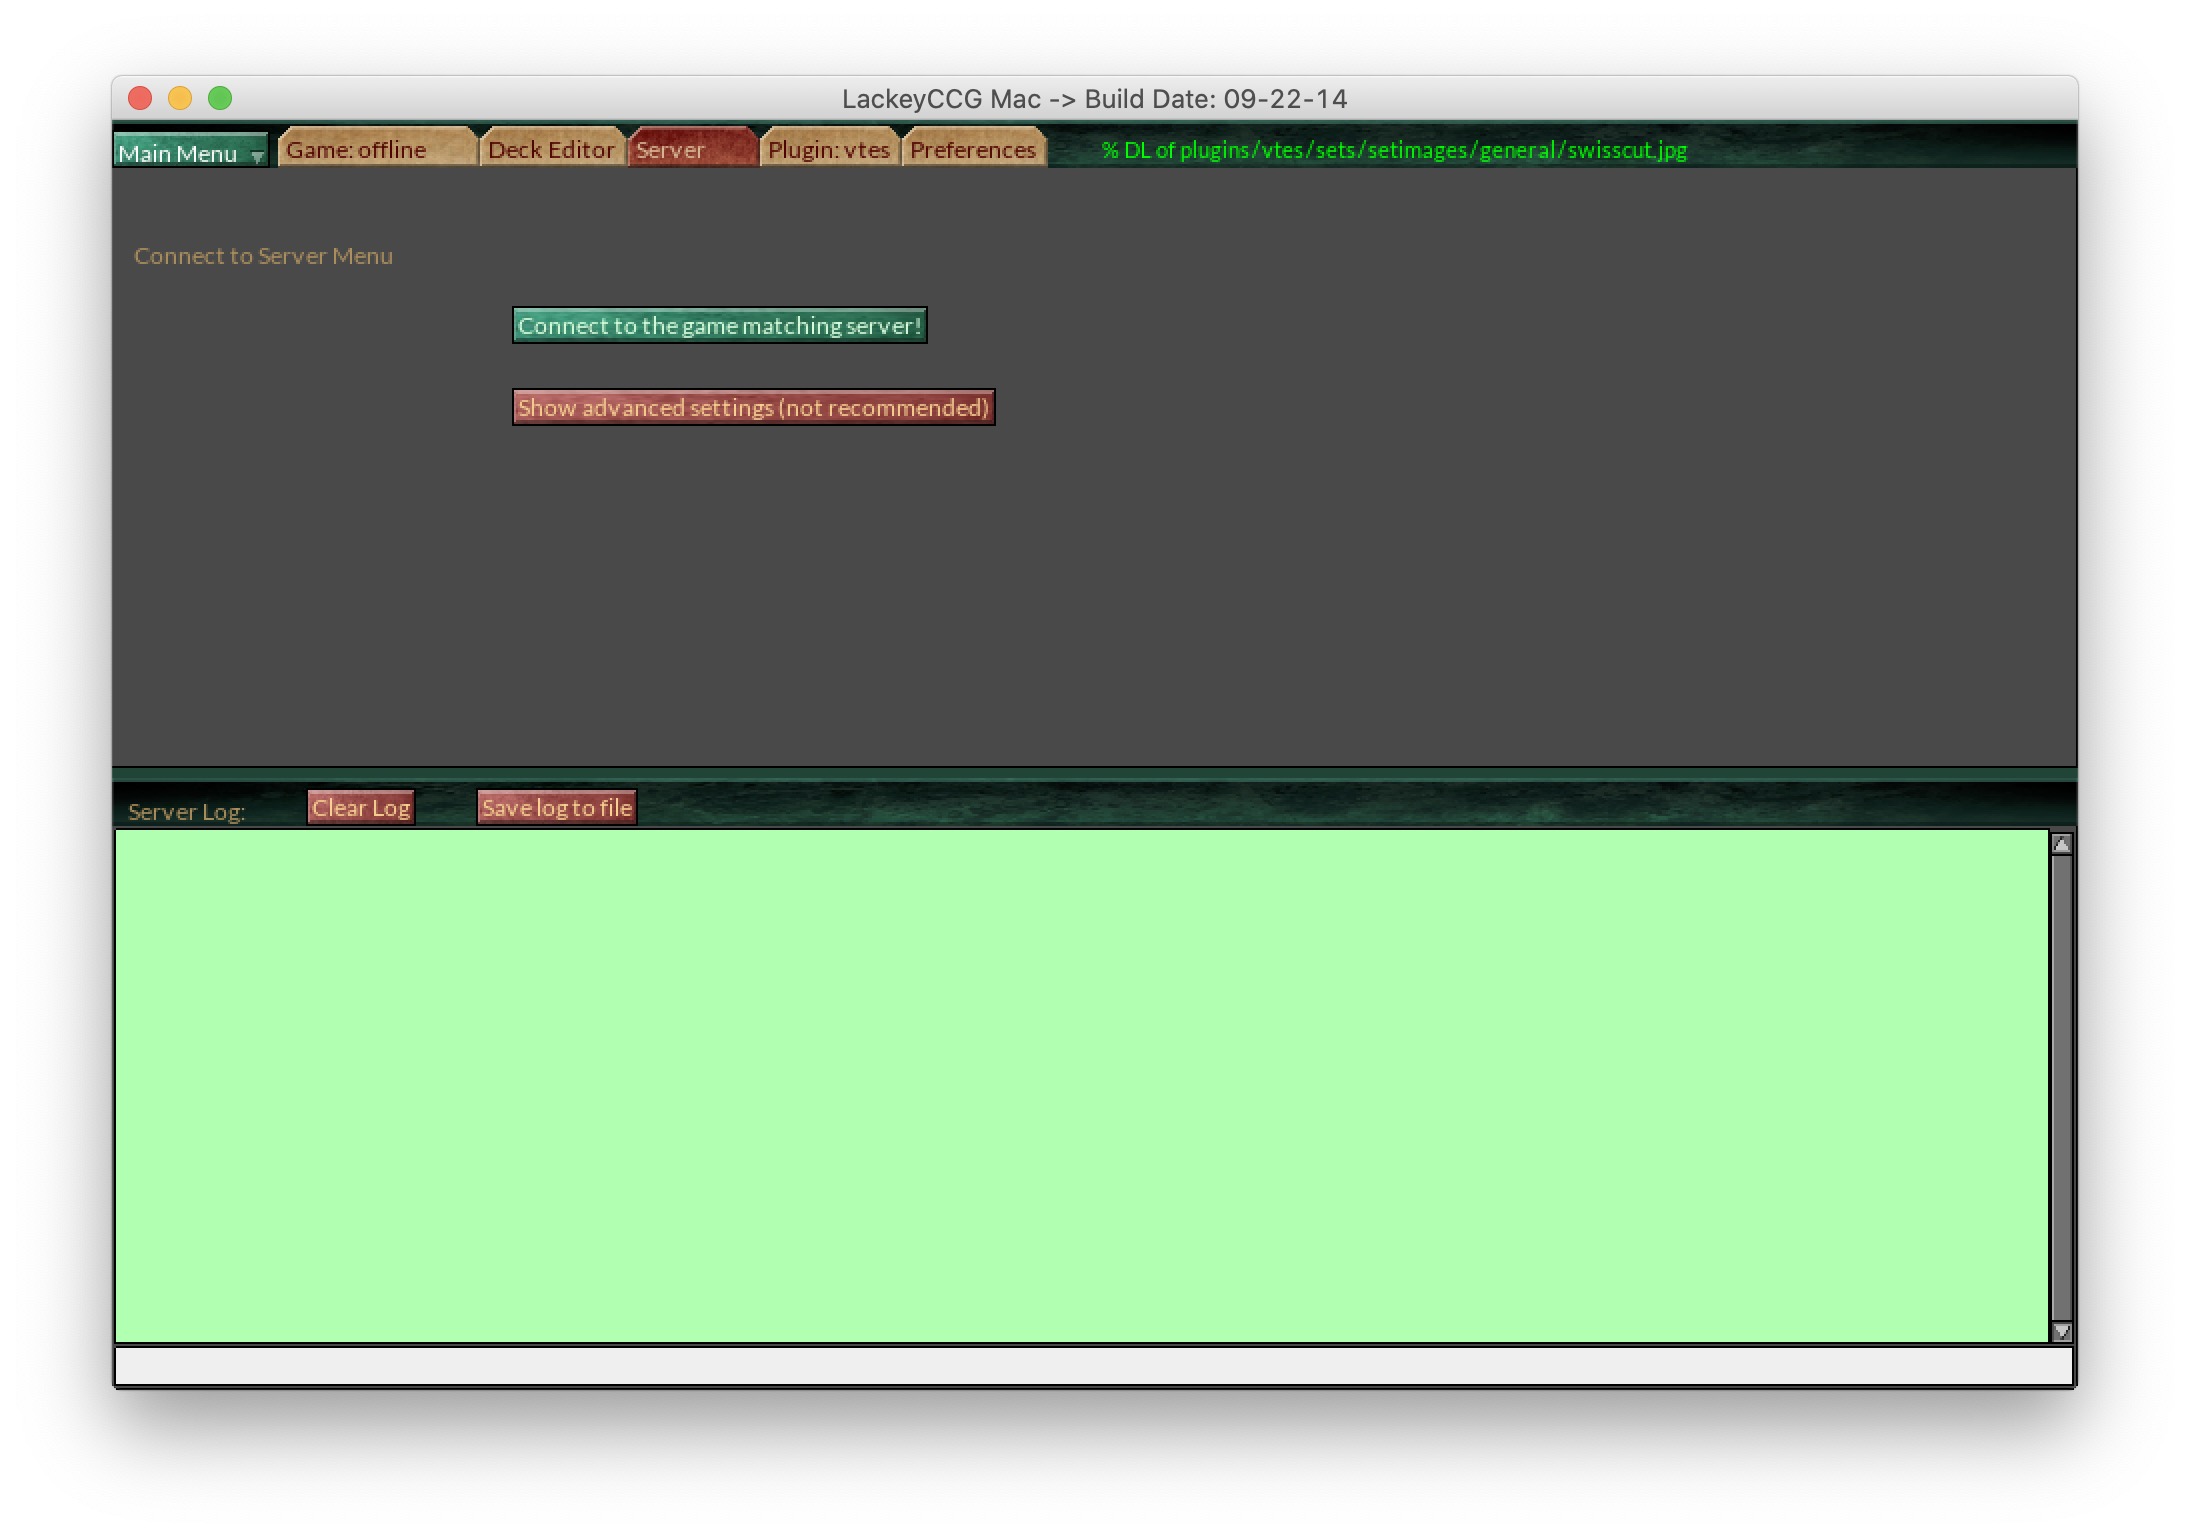 LackeyCCG Mac -> Build Date: 09-22-14
Main Menu Game: offline Deck Editor Server Plugin: vtes Preferences % DL of plugins/vtes/sets/setimages/general/swisscut.jpg
Connect to Server Menu
Connect to the game matching server!
Show advanced settings (not recommended)
Server Log: Clear Log Save log to file